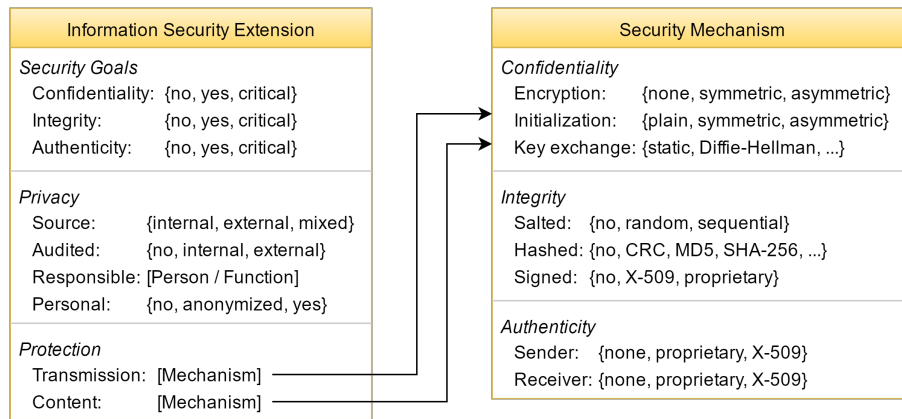 Information Security Extension
Security Goals
Confidentiality: {no, yes, critical}
Integrity: {no, yes, critical}
Authenticity: {no, yes, critical}
Privacy
Source: {internal, external, mixed}
Audited: {no, internal, external}
Responsible: [Person / Function]
Personal: {no, anonymized, yes}
Protection
Transmission: [Mechanism]
Content: [Mechanism]
Security Mechanism
Confidentiality
Encryption: {none, symmetric, asymmetric}
Initialization: {plain, symmetric, asymmetric}
Key exchange: {static, Diffie-Hellman, ...}
Integrity
Salted: {no, random, sequential}
Hashed: {no, CRC, MD5, SHA-256, ...}
Signed: {no, X-509, proprietary}
Authenticity
Sender: {none, proprietary, X-509}
Receiver: {none, proprietary, X-509}